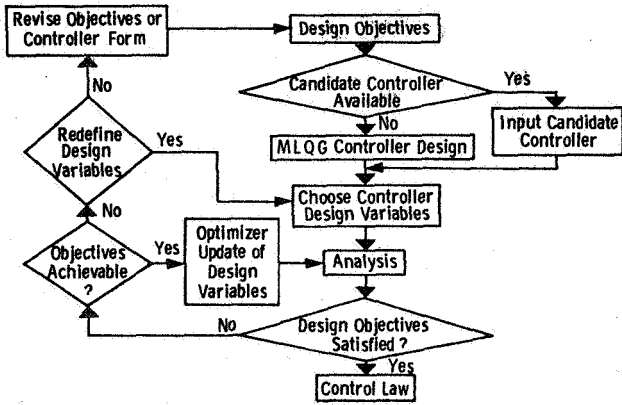 Revise Objectives or
Controller Form
Design Objectives
Candidate Controller
Available
Yes
No
No
Redefine
Design
Variables
Yes
MLQG Controller Design
Input Candidate
Controller
Choose Controller
Design Variables
No
Objectives
Achievable
?
Yes
Optimizer
Update of
Design
Variables
Analysis
No
Design Objectives
Satisfied ?
Yes
Control Law